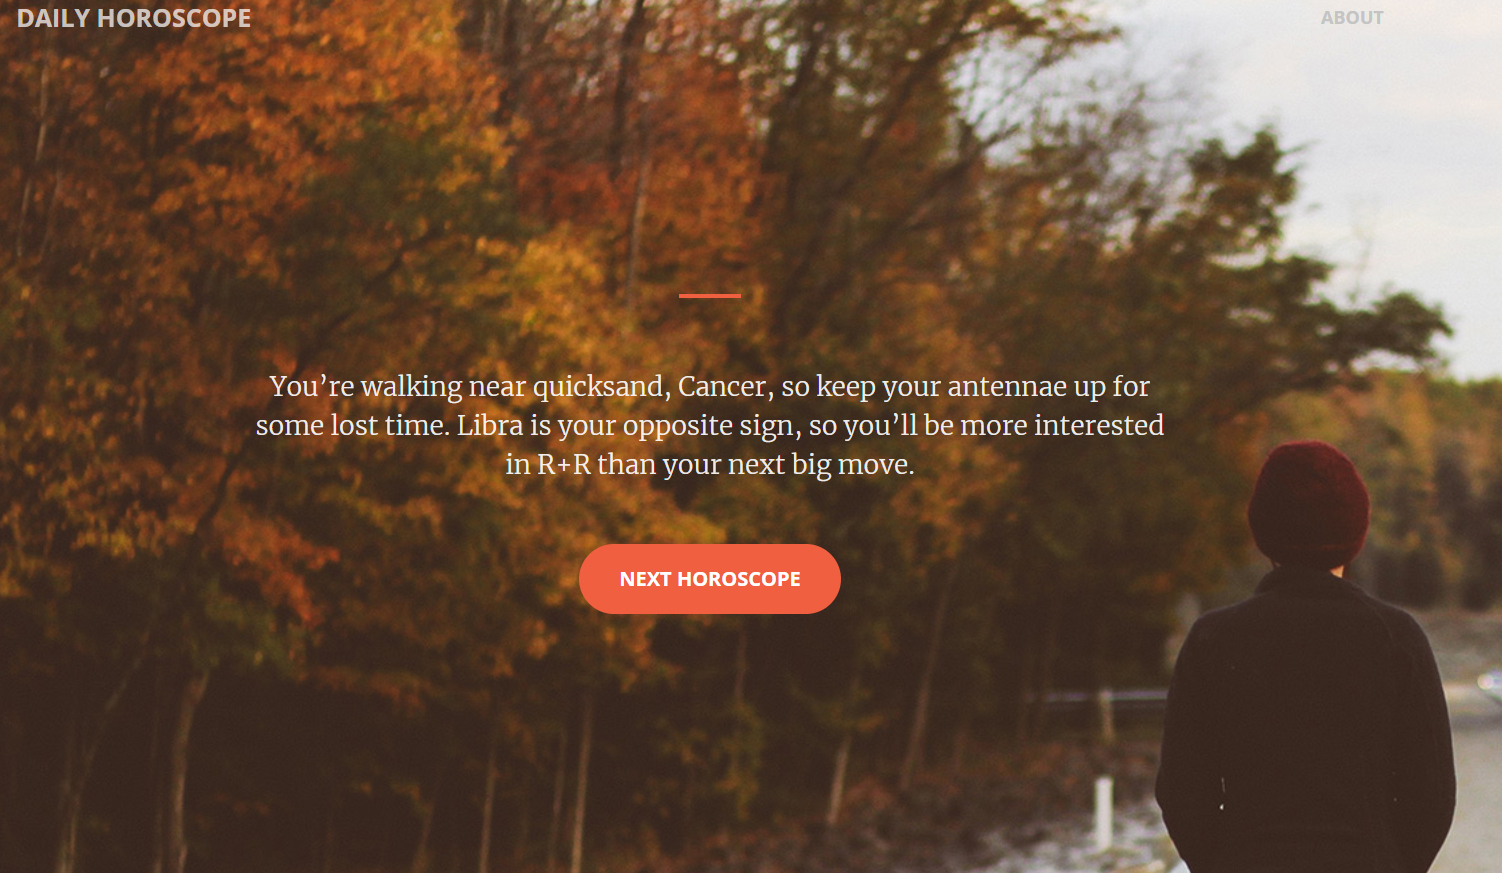 DAILY HOROSCOPE
ABOUT
You’re walking near quicksand, Cancer, so keep your antennae up for
some lost time. Libra is your opposite sign, so you’ll be more interested
in R+R than your next big move.
NEXT HOROSCOPE